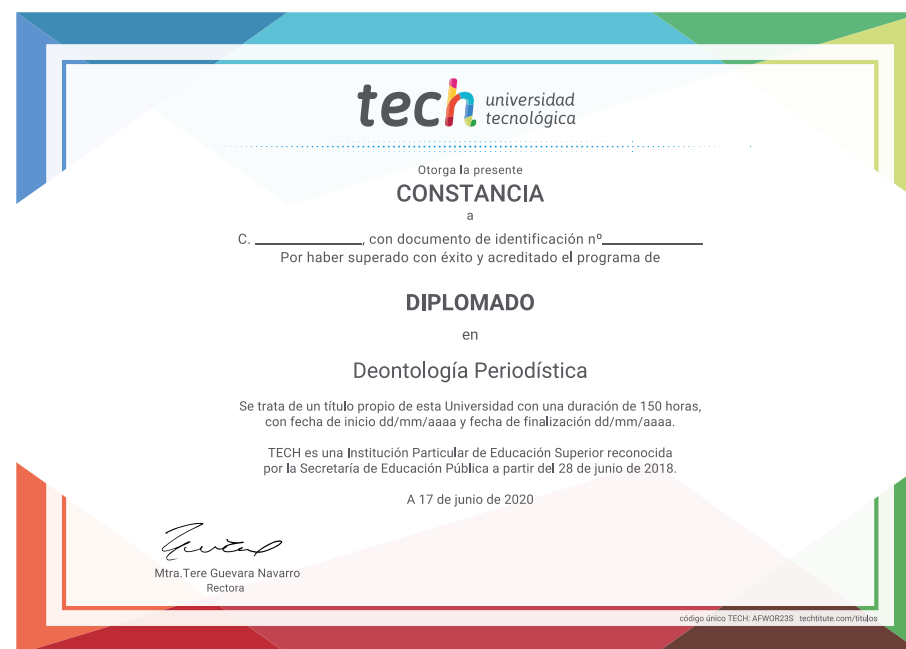 tech universidad
tecnológica
Otorga la presente
CONSTANCIA
a
C. ______________, con documento de identificación nº_____________
Por haber superado con éxito y acreditado el programa de
DIPLOMADO
en
Deontología Periodística
Se trata de un título propio de esta Universidad con una duración de 150 horas,
con fecha de inicio dd/mm/aaaa y fecha de finalización dd/mm/aaaa.
TECH es una Institución Particular de Educación Superior reconocida
por la Secretaría de Educación Pública a partir del 28 de junio de 2018.
A 17 de junio de 2020
Mtra.Tere Guevara Navarro
Rectora
código único TECH: AFWOR23S techtitute.com/titulos